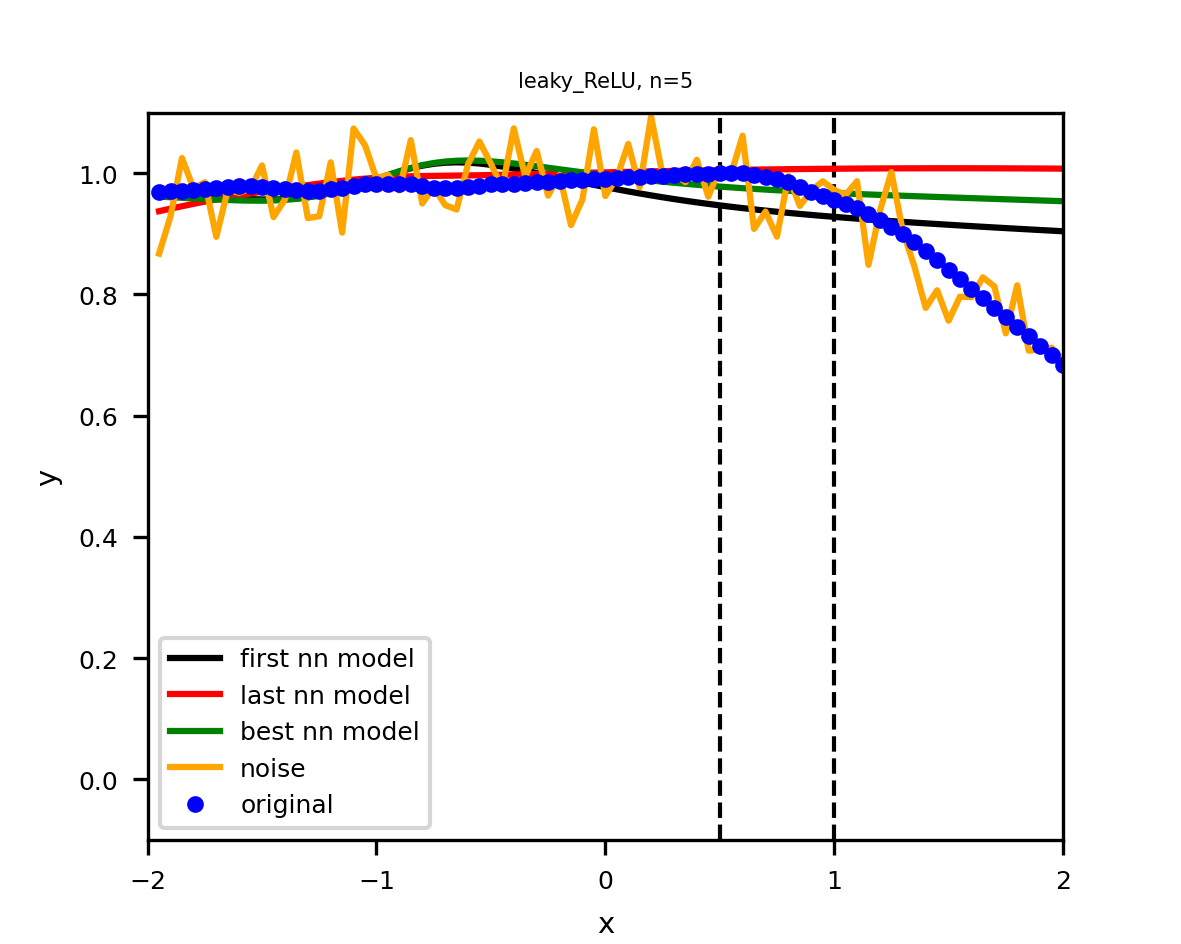 leaky_ReLU, n=5
1.0
0.8
0.6
0.4
0.2
0.0
y
first nn model
last nn model
best nn model
noise
original
−2
−1
0
1
2
x